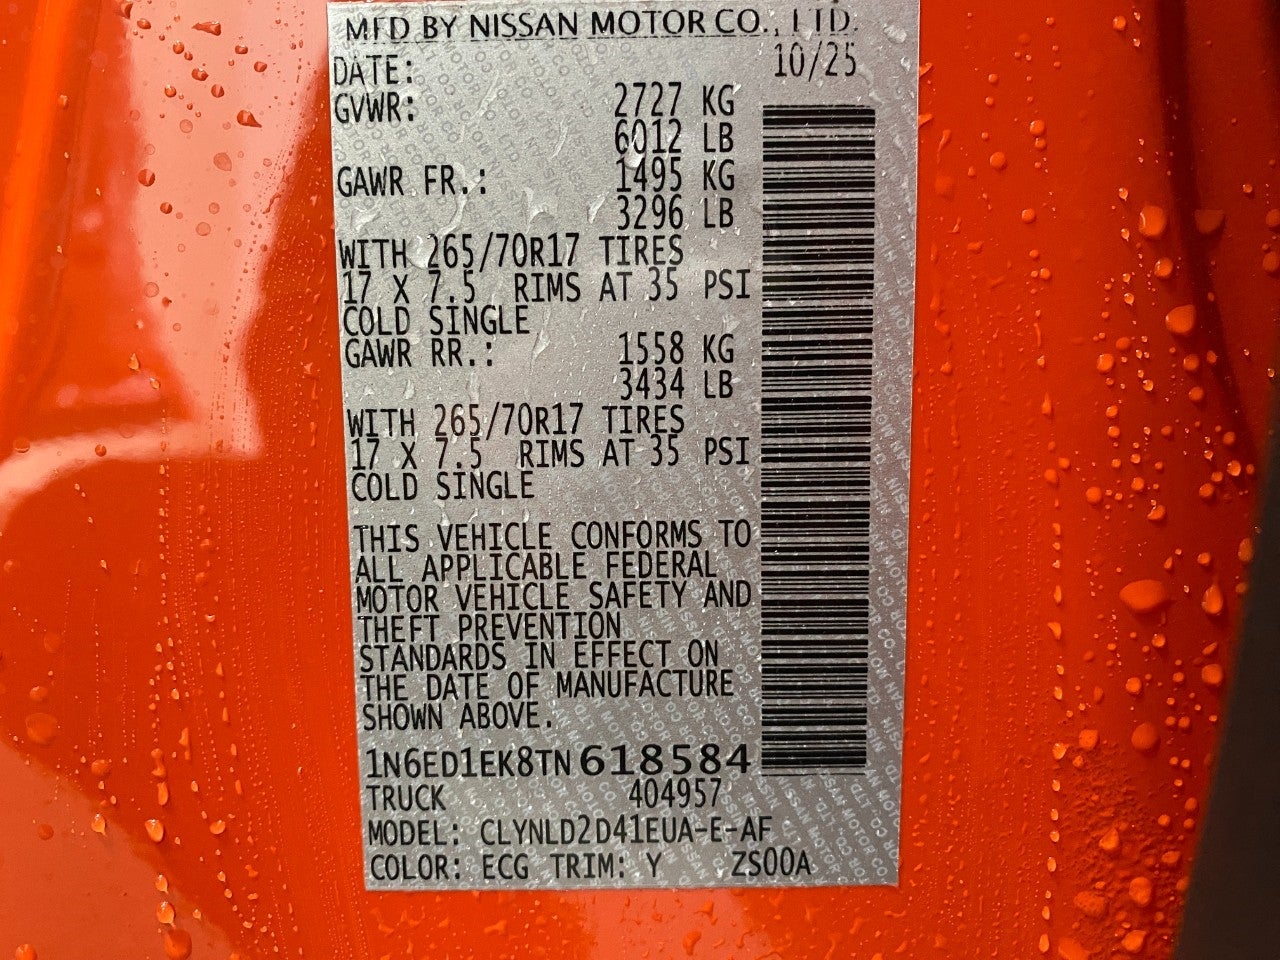 MFD BY NISSAN MOTOR CO., LTD.
DATE: 10/25
GVWR: 2727 KG
6012 LB
GAWR FR.: 1495 KG
3296 LB
WITH 265/70R17 TIRES
17 X 7.5 RIMS AT 35 PSI
COLD SINGLE
GAWR RR.: 1558 KG
3434 LB
WITH 265/70R17 TIRES
17 X 7.5 RIMS AT 35 PSI
COLD SINGLE
THIS VEHICLE CONFORMS TO
ALL APPLICABLE FEDERAL
MOTOR VEHICLE SAFETY AND
THEFT PREVENTION
STANDARDS IN EFFECT ON
THE DATE OF MANUFACTURE
SHOWN ABOVE.
1N6ED1EK8TN618584
TRUCK 404957
MODEL: CLYNLD2D41EUA-E-AF
COLOR: ECG TRIM: Y ZS00A